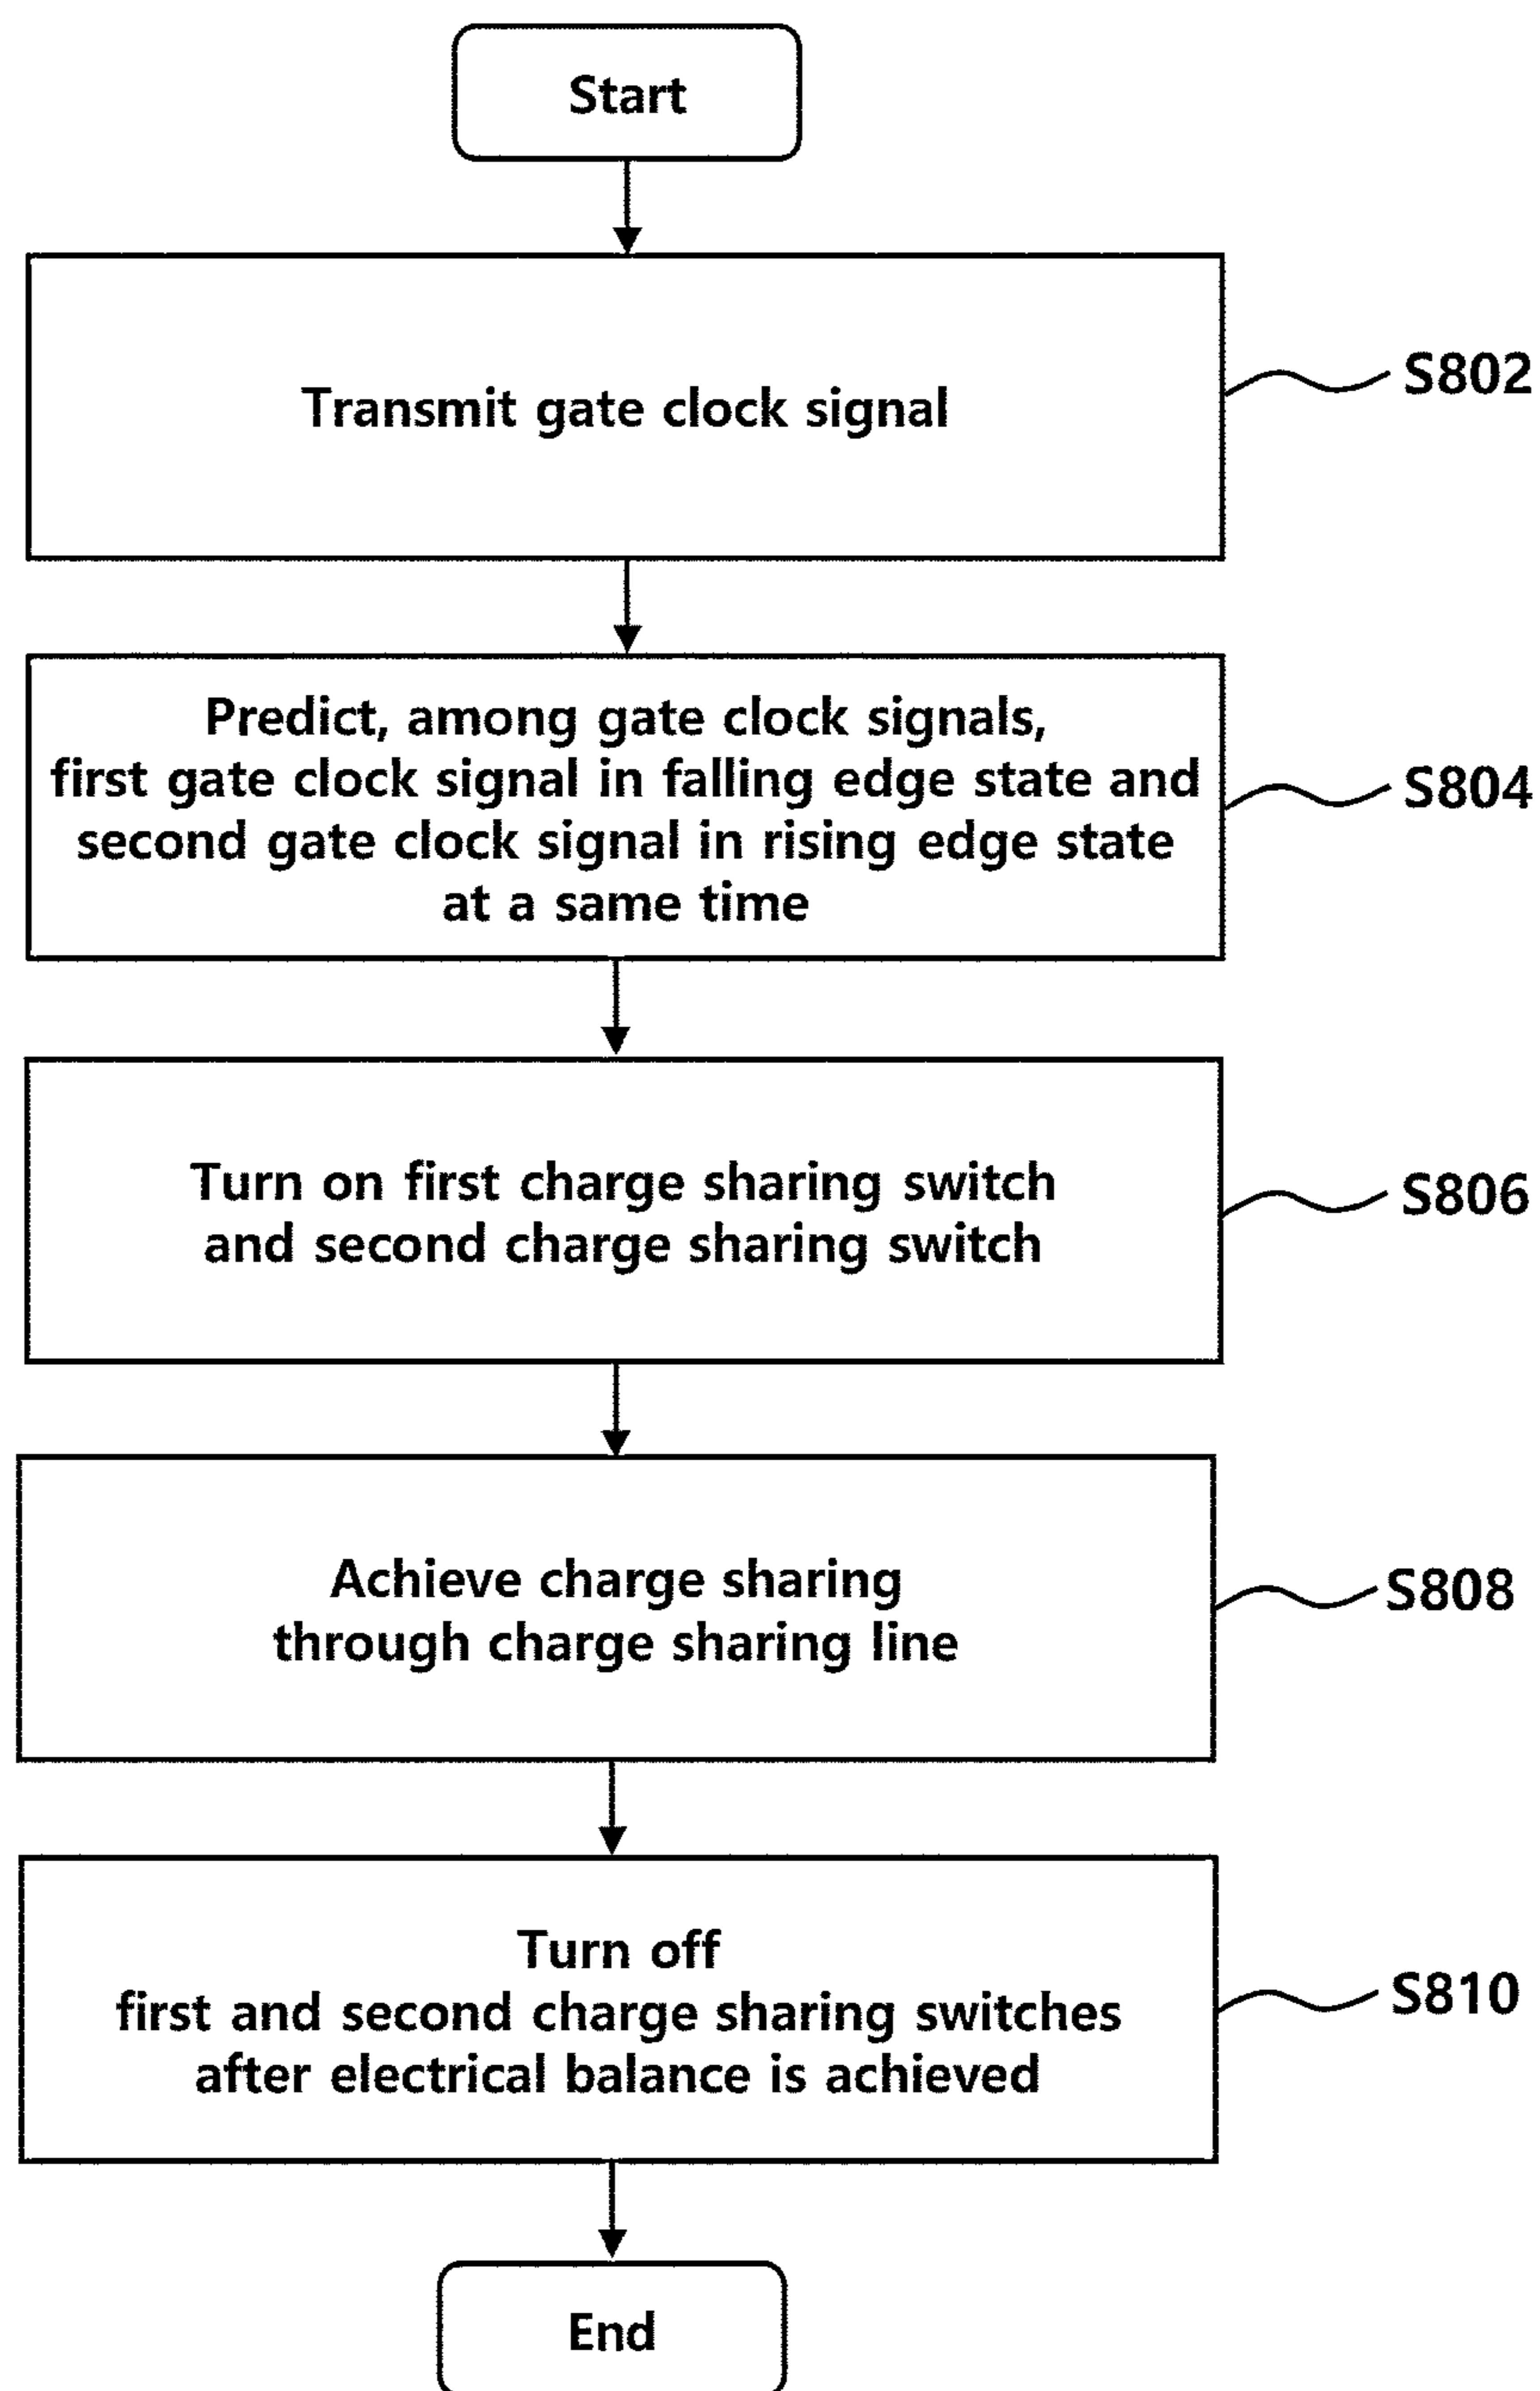 Start
Transmit gate clock signal
S802
Predict, among gate clock signals,
first gate clock signal in falling edge state and
second gate clock signal in rising edge state
at a same time
S804
Turn on first charge sharing switch
and second charge sharing switch
S806
Achieve charge sharing
through charge sharing line
S808
Turn off
first and second charge sharing switches
after electrical balance is achieved
S810
End